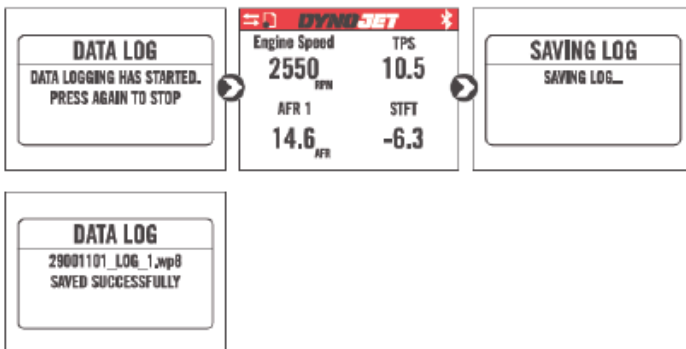 DATA LOG
DATA LOGGING HAS STARTED.
PRESS AGAIN TO STOP
DYNOJET
Engine Speed TPS
2550 RPM 10.5
AFR 1 STFT
14.6 AFR -6.3
SAVING LOG
SAVING LOG...
DATA LOG
29001101_LOG_1.wp8
SAVED SUCCESSFULLY